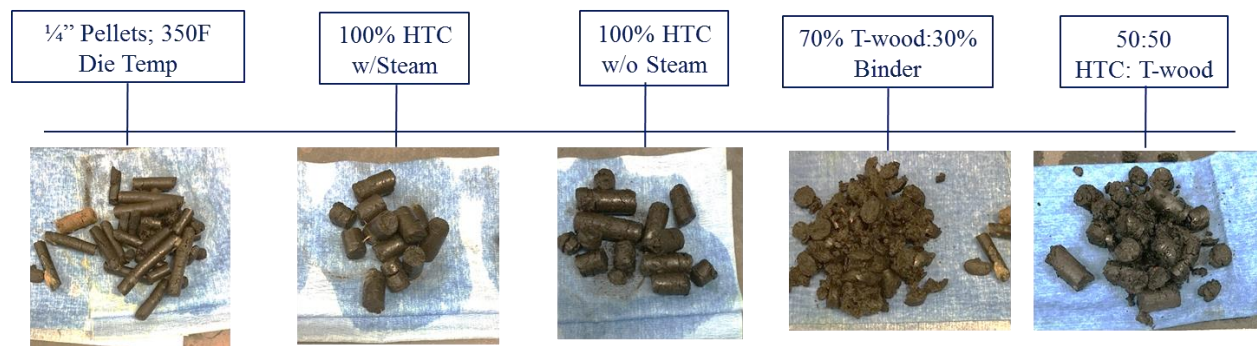 ¼” Pellets; 350F
Die Temp
100% HTC
w/Steam
100% HTC
w/o Steam
70% T-wood:30%
Binder
50:50
HTC: T-wood